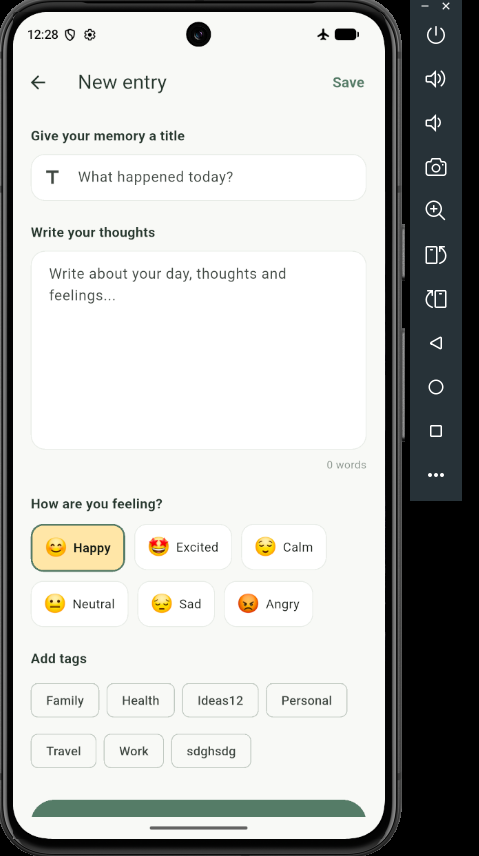 12:28
New entry
Save
Give your memory a title
What happened today?
Write your thoughts
Write about your day, thoughts and
feelings...
0 words
How are you feeling?
Happy
Excited
Calm
Neutral
Sad
Angry
Add tags
Family
Health
Ideas12
Personal
Travel
Work
sdghsdg